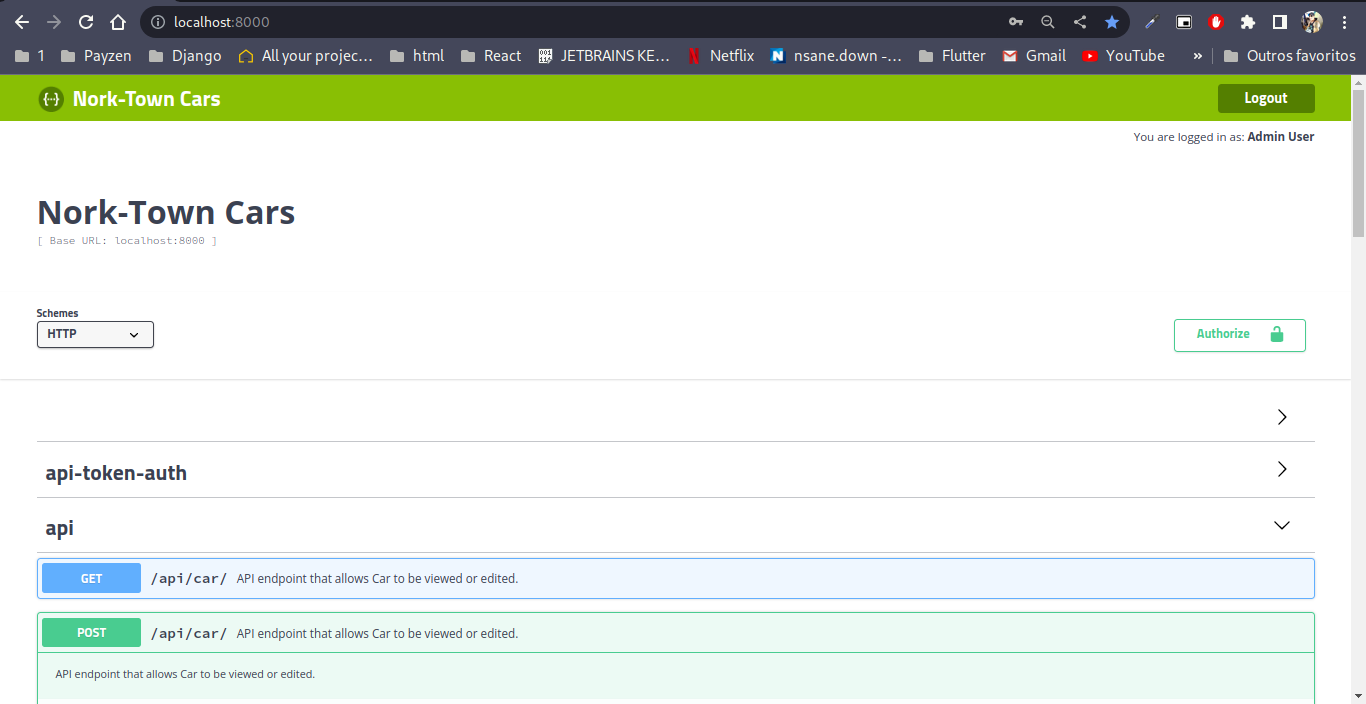 localhost:8000
1 Payzen Django All your projec... html React JETBRAINS KE... Netflix nsane.down -... Flutter Gmail YouTube » Outros favoritos
{··} Nork-Town Cars Logout
You are logged in as: Admin User
Nork-Town Cars
[ Base URL: localhost:8000 ]
Schemes
HTTP
Authorize
api-token-auth
api
GET /api/car/ API endpoint that allows Car to be viewed or edited.
POST /api/car/ API endpoint that allows Car to be viewed or edited.
API endpoint that allows Car to be viewed or edited.